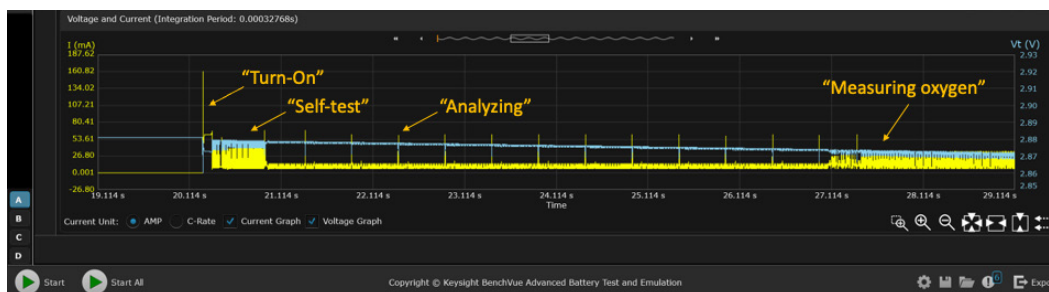 Voltage and Current (Integration Period: 0.00032768s)
I (mA)
Vt (V)
187.62
160.82
134.02
107.21
80.41
53.61
26.80
0.001
-26.80
2.93
2.92
2.91
2.90
2.89
2.88
2.87
2.86
2.85
“Turn-On”
“Self-test”
“Analyzing”
“Measuring oxygen”
19.114 s 20.114 s 21.114 s 22.114 s 23.114 s 24.114 s 25.114 s 26.114 s 27.114 s 28.114 s 29.114 s
Time
A
B
C
D
Current Unit: AMP C-Rate Current Graph Voltage Graph
Start Start All Copyright © Keysight BenchVue Advanced Battery Test and Emulation 6 Expo